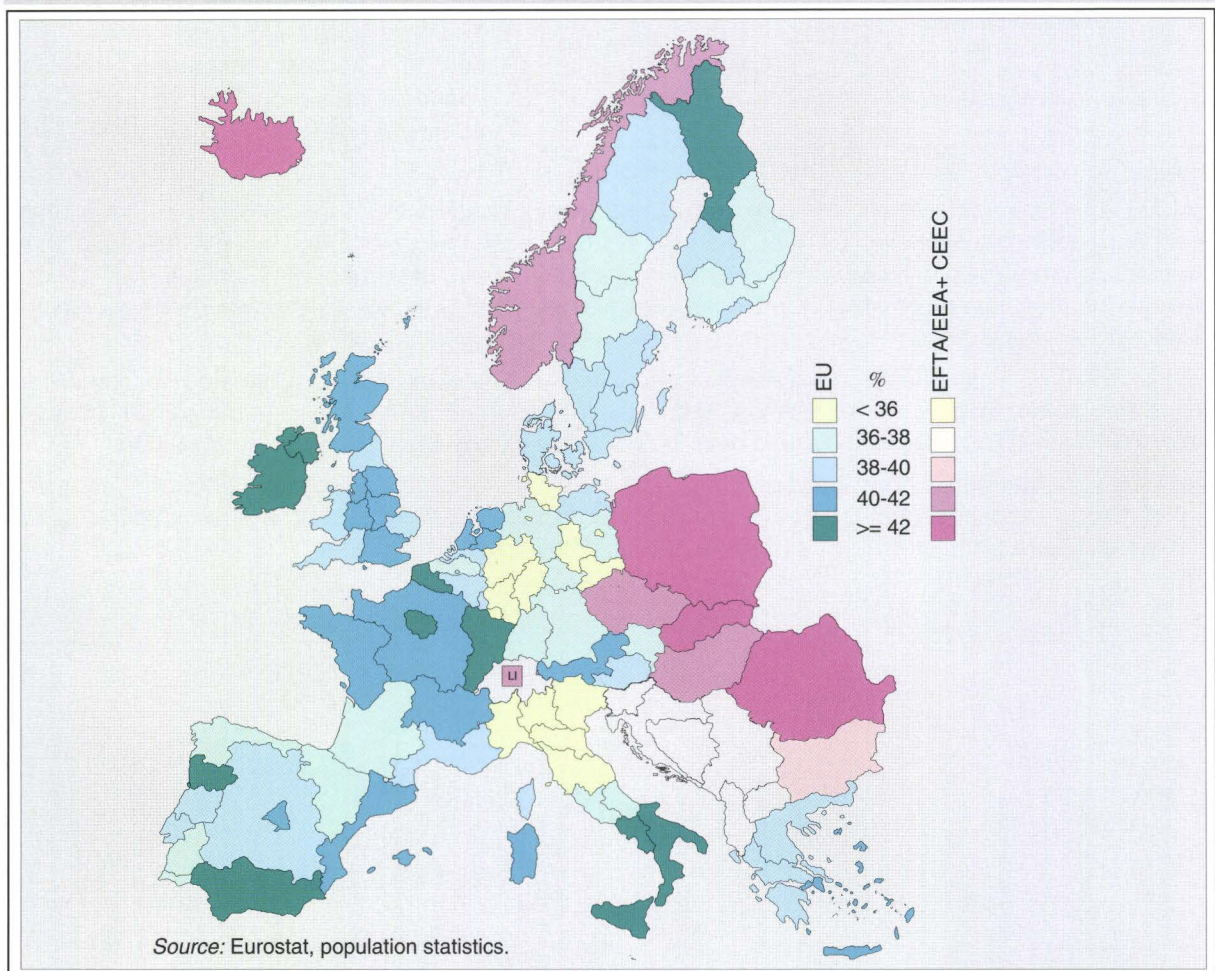 EU
%
EFTA/EEA+ CEEC
< 36
36-38
38-40
40-42
>= 42
LI
Source: Eurostat, population statistics.